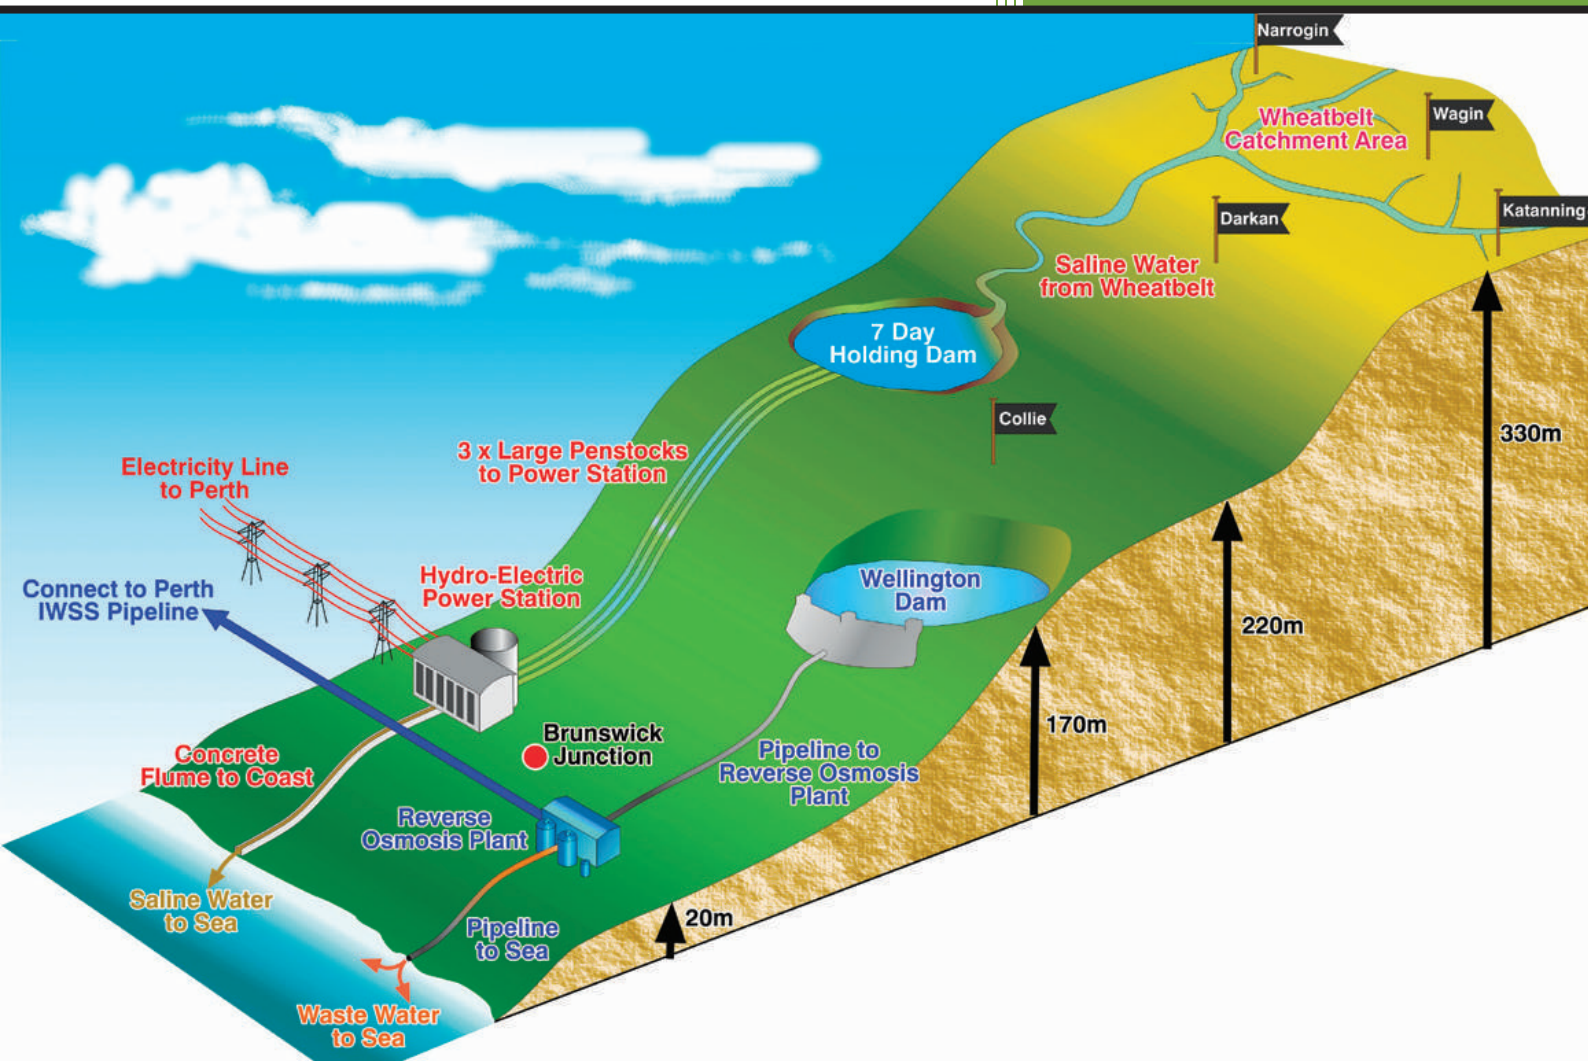 Narrogin
Wheatbelt
Catchment Area
Wagin
Katanning
Darkan
Saline Water
from Wheatbelt
7 Day
Holding Dam
Collie
330m
3 x Large Penstocks
to Power Station
Electricity Line
to Perth
Hydro-Electric
Power Station
Connect to Perth
IWSS Pipeline
Wellington
Dam
220m
170m
Brunswick
Junction
Concrete
Flume to Coast
Pipeline to
Reverse Osmosis
Plant
Reverse
Osmosis Plant
Saline Water
to Sea
Pipeline
to Sea
20m
Waste Water
to Sea